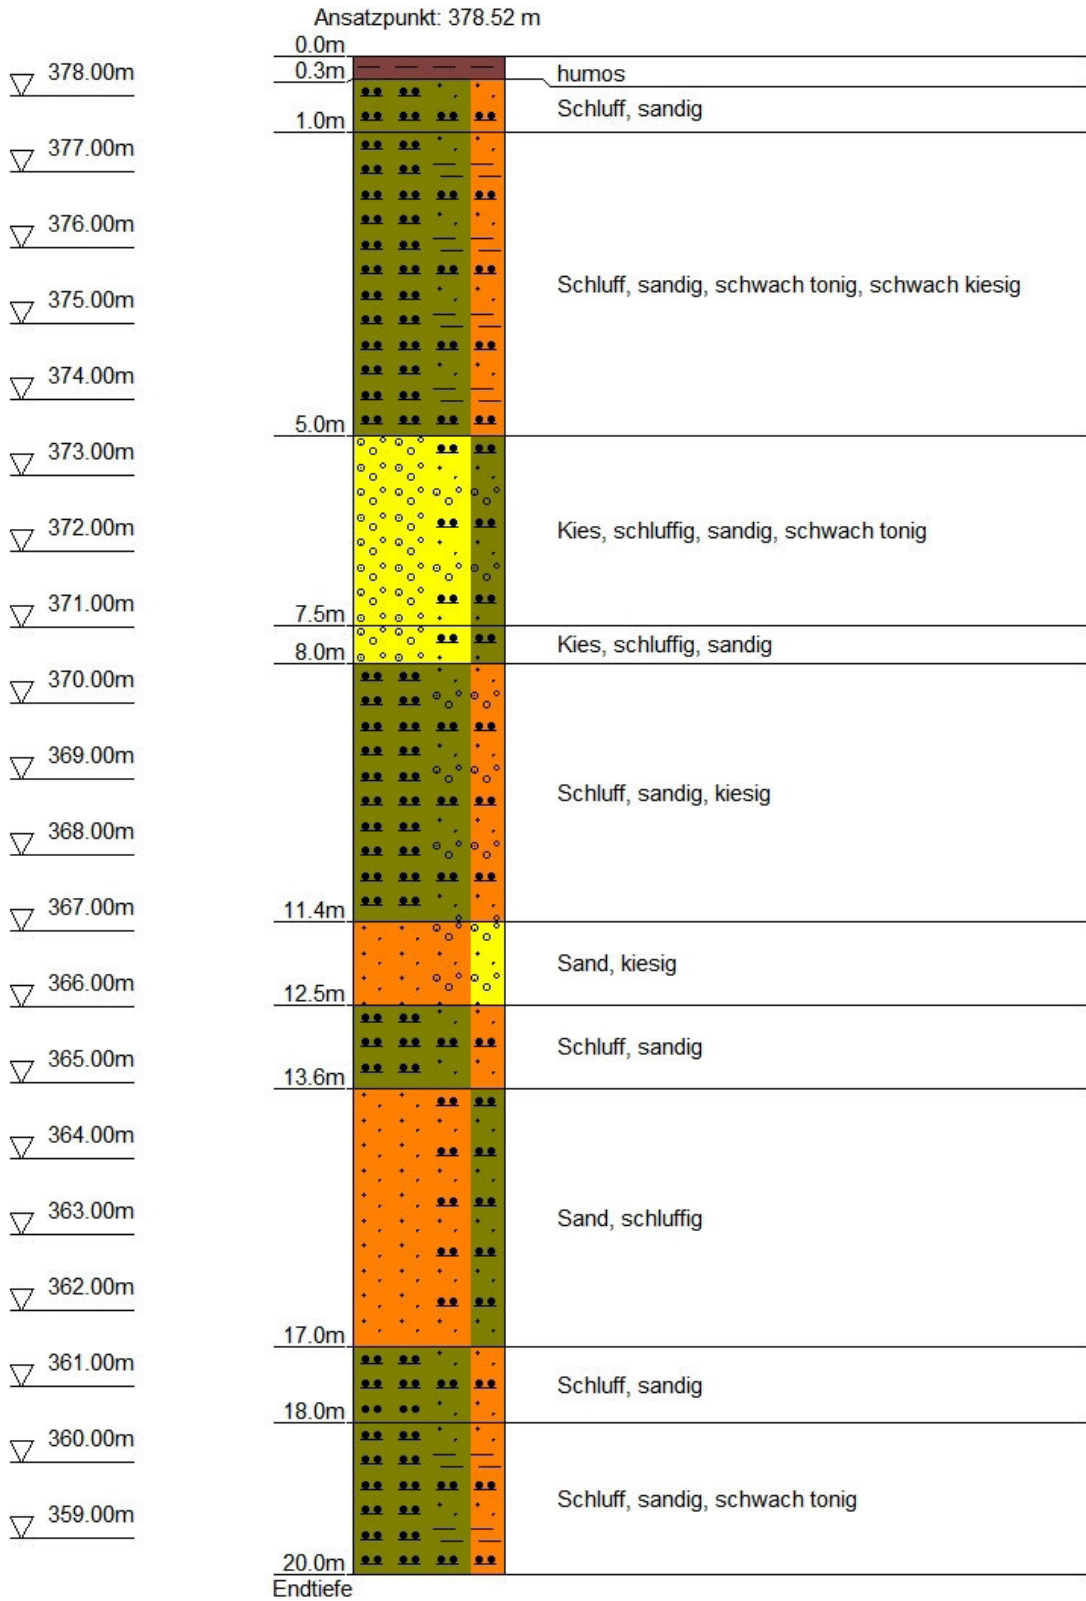 Ansatzpunkt: 378.52 m
0.0m
378.00m
0.3m
humos
Schluff, sandig
1.0m
377.00m
376.00m
Schluff, sandig, schwach tonig, schwach kiesig
375.00m
374.00m
5.0m
373.00m
372.00m
Kies, schluffig, sandig, schwach tonig
371.00m
7.5m
Kies, schluffig, sandig
8.0m
370.00m
369.00m
Schluff, sandig, kiesig
368.00m
367.00m
11.4m
Sand, kiesig
366.00m
12.5m
Schluff, sandig
365.00m
13.6m
364.00m
363.00m
Sand, schluffig
362.00m
17.0m
361.00m
Schluff, sandig
18.0m
360.00m
Schluff, sandig, schwach tonig
359.00m
20.0m
Endtiefe